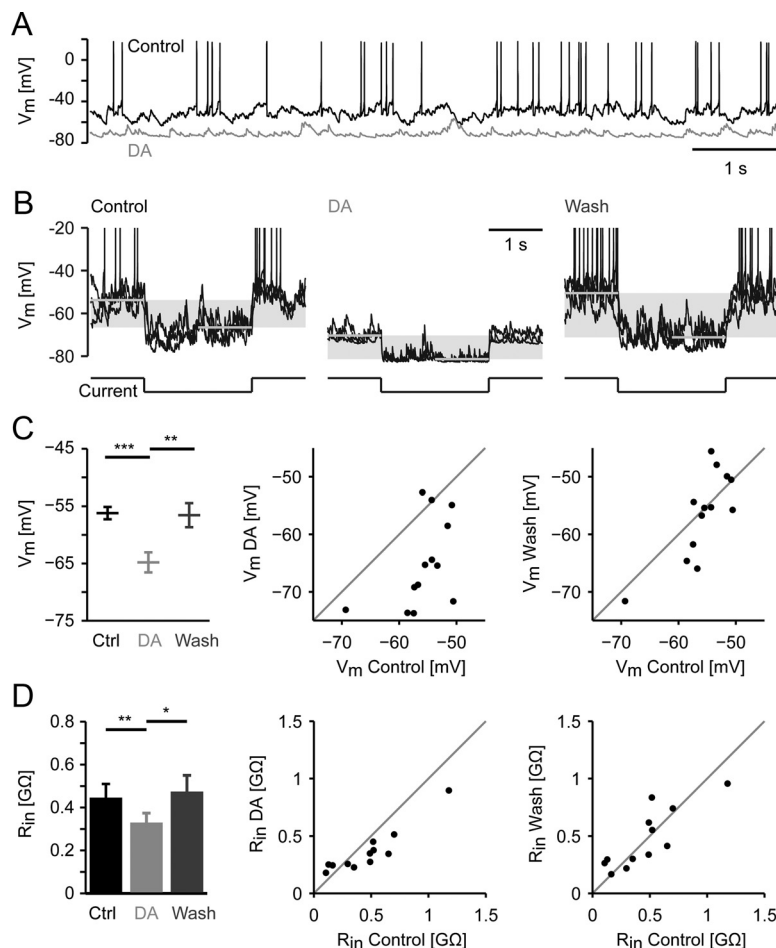 A
Control
0
−40
−80
Vm [mV]
DA
1 s
B
Control
DA
Wash
−20
−40
−60
−80
Vm [mV]
1 s
Current
C
−45
−55
−65
−75
Vm [mV]
*** **
Ctrl DA Wash
−50
−60
−70
Vm DA [mV]
−70 −60 −50
Vm Control [mV]
−50
−60
−70
Vm Wash [mV]
−70 −60 −50
Vm Control [mV]
D
0.8
0.6
0.4
0.2
0
Rin [GΩ]
** *
Ctrl DA Wash
1.5
1
0.5
0
Rin DA [GΩ]
0 0.5 1 1.5
Rin Control [GΩ]
1.5
1
0.5
0
Rin Wash [GΩ]
0 0.5 1 1.5
Rin Control [GΩ]